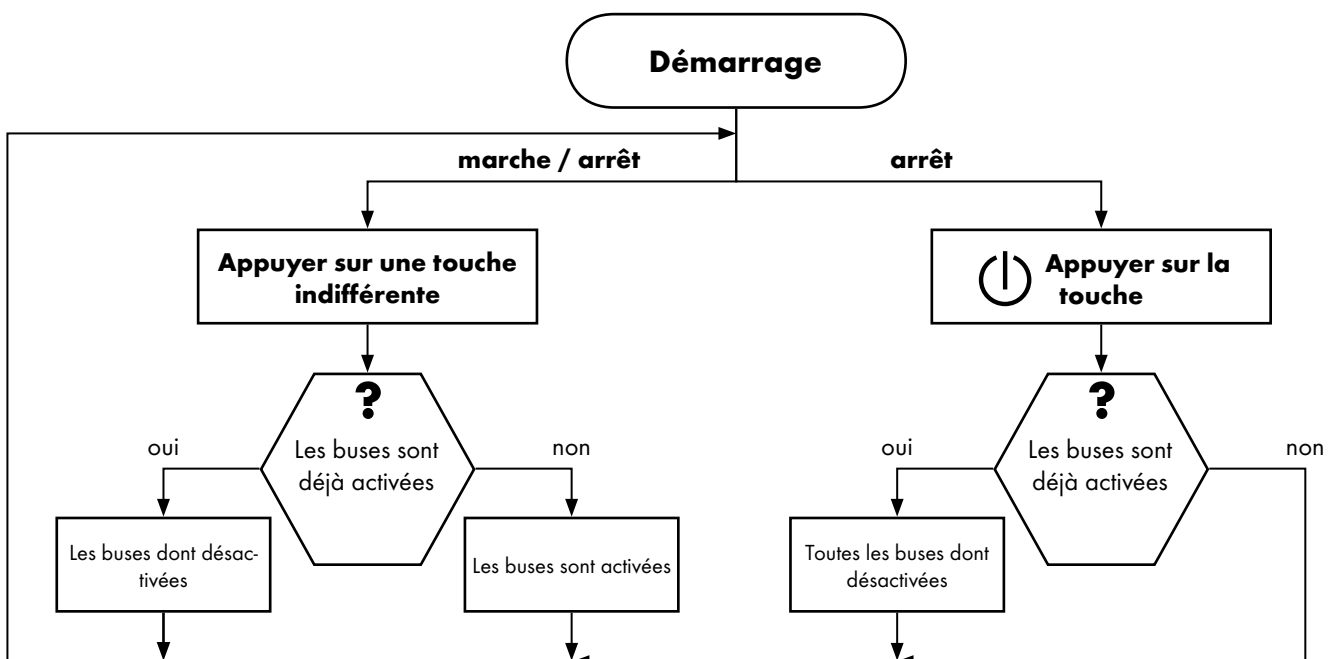 Démarrage
marche / arrêt
arrêt
Appuyer sur une touche
indifférente
Appuyer sur la
touche
?
Les buses sont
déjà activées
oui
non
Les buses dont désac-
tivées
Les buses sont activées
?
Les buses sont
déjà activées
oui
non
Toutes les buses dont
désactivées